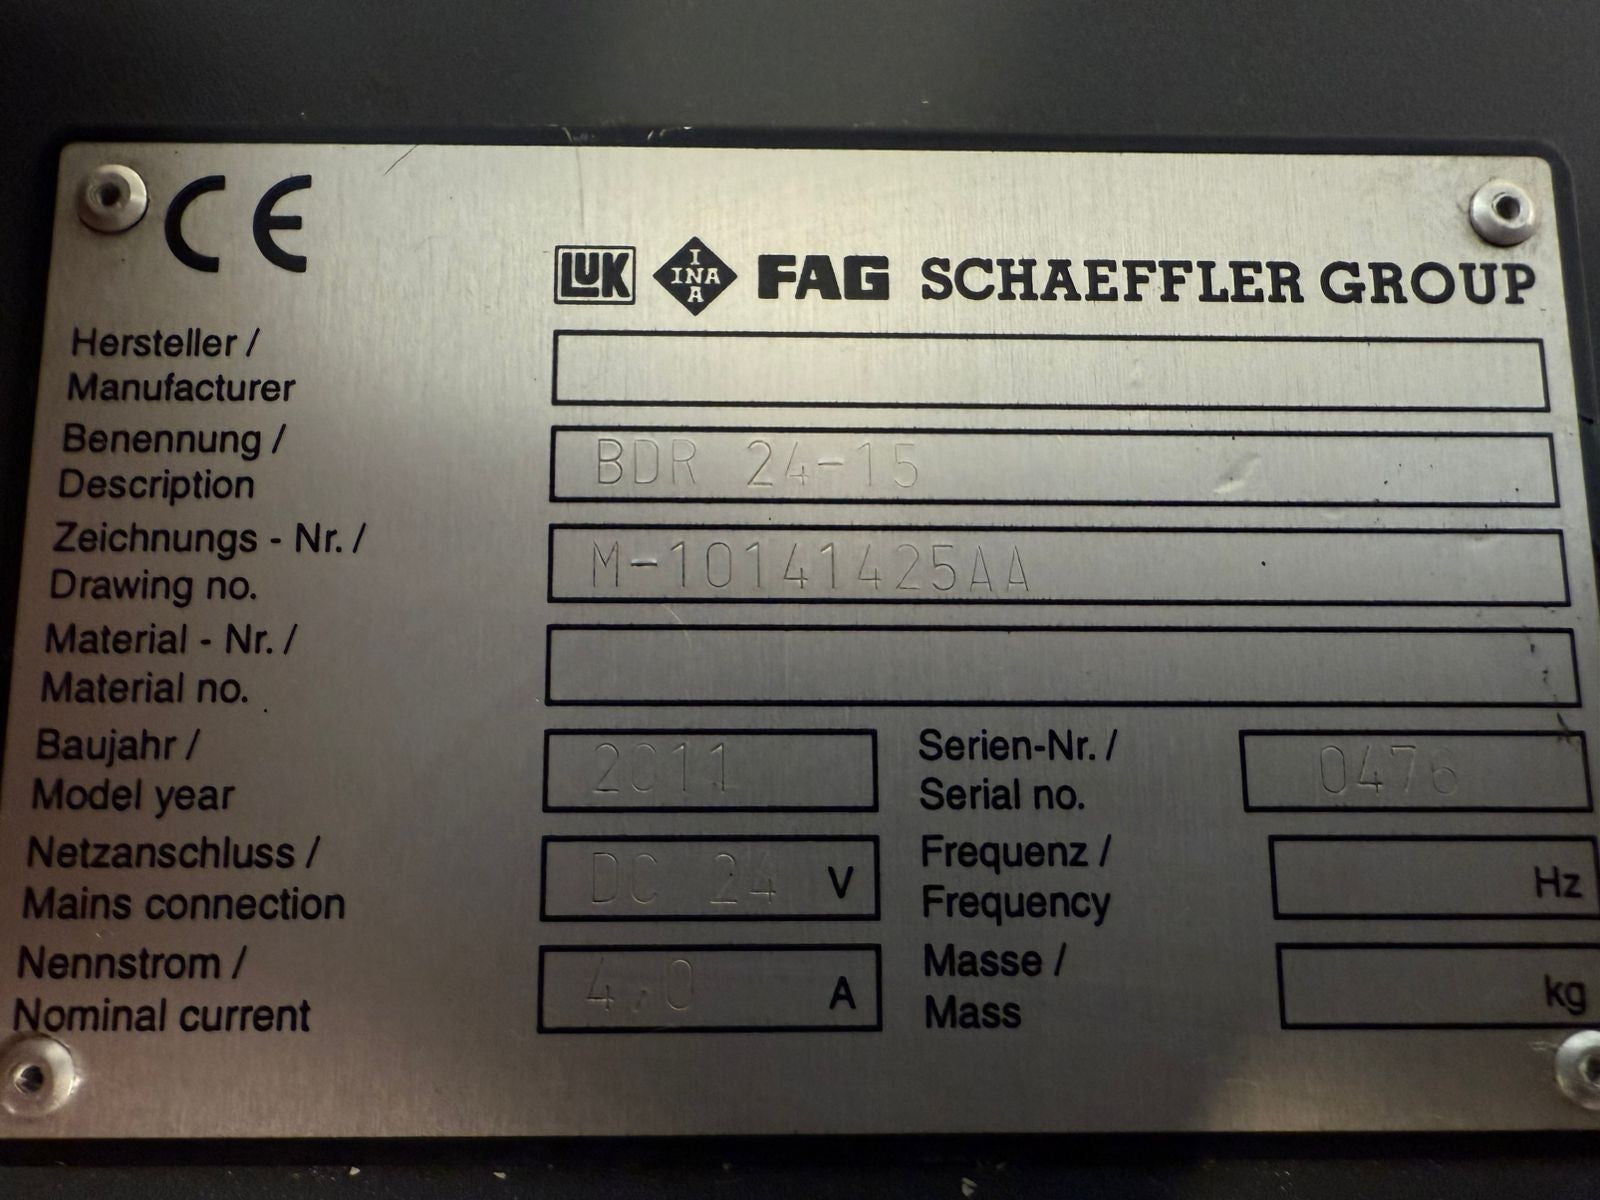 CE
LUK INA FAG SCHAEFFLER GROUP
Hersteller /
Manufacturer
Benennung /
Description
BDR 24-15
Zeichnungs - Nr. /
Drawing no.
M-10141425AA
Material - Nr. /
Material no.
Baujahr /
Model year
2011
Serien-Nr. /
Serial no.
0476
Netzanschluss /
Mains connection
DC 24 V
Frequenz /
Frequency
Hz
Nennstrom /
Nominal current
4,0 A
Masse /
Mass
kg